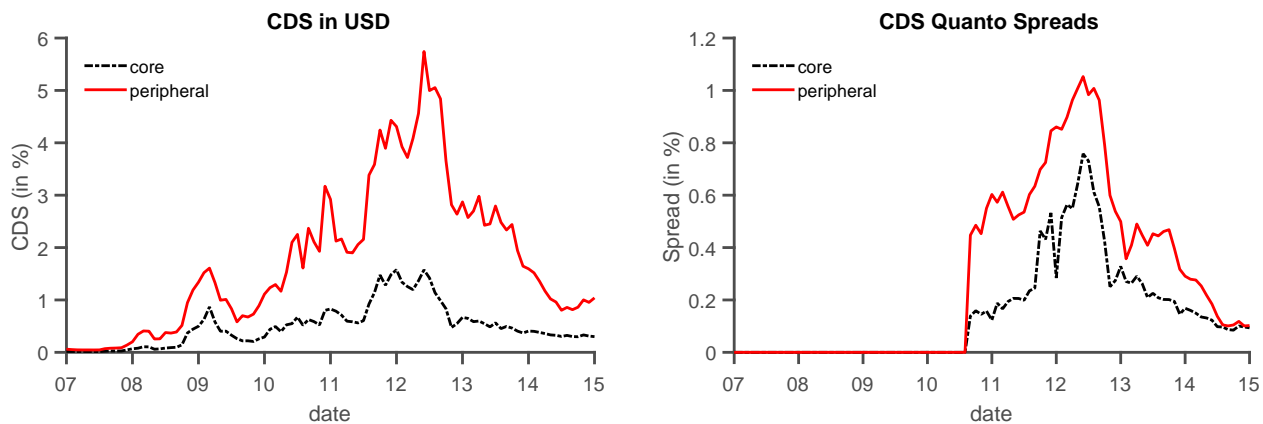 CDS in USD
6
5
4
3
2
1
0
CDS (in %)
core
peripheral
07 08 09 10 11 12 13 14 15
date
CDS Quanto Spreads
1.2
1
0.8
0.6
0.4
0.2
0
Spread (in %)
core
peripheral
07 08 09 10 11 12 13 14 15
date